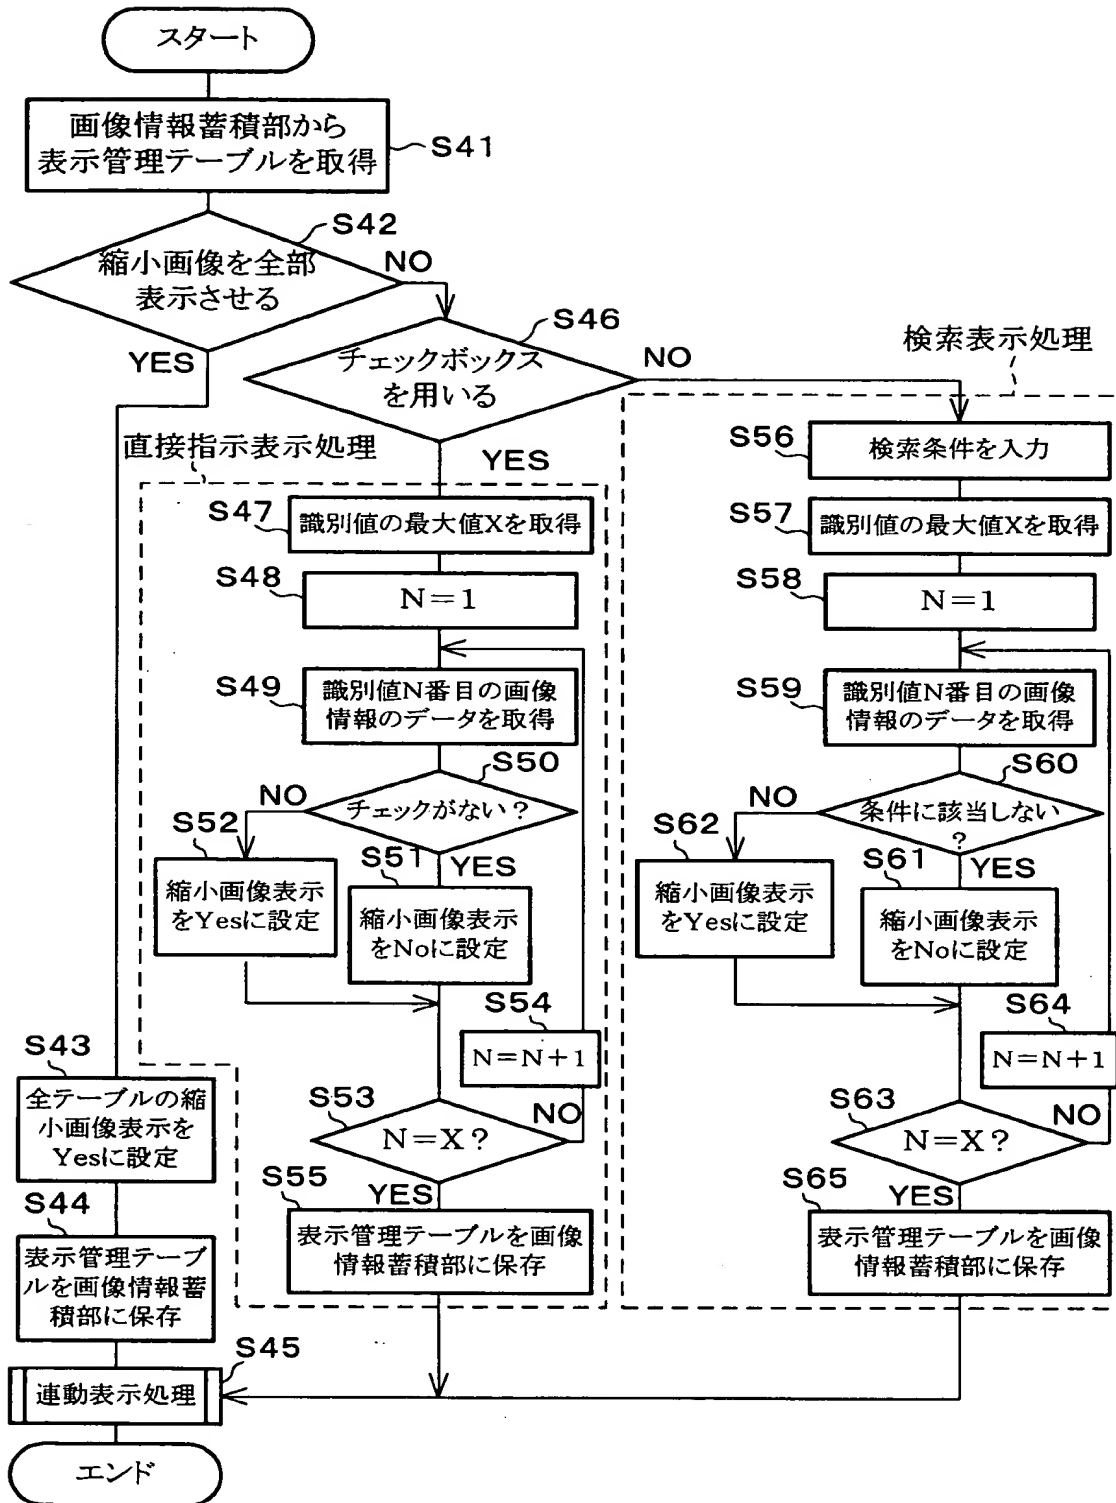 スタート
画像情報蓄積部から
表示管理テーブルを取得
S41
S42
縮小画像を全部
表示させる
NO
YES
S46
チェックボックス
を用いる
NO
YES
検索表示処理
直接指示表示処理
S47
識別値の最大値Xを取得
S48
N=1
S49
識別値N番目の画像
情報のデータを取得
S50
チェックがない?
NO
YES
S52
縮小画像表示
をYesに設定
S51
縮小画像表示
をNoに設定
S54
N=N+1
S53
N=X?
NO
YES
S55
表示管理テーブルを画像
情報蓄積部に保存
S56
検索条件を入力
S57
識別値の最大値Xを取得
S58
N=1
S59
識別値N番目の画像
情報のデータを取得
S60
条件に該当しない
?
NO
YES
S62
縮小画像表示
をYesに設定
S61
縮小画像表示
をNoに設定
S64
N=N+1
S63
N=X?
NO
YES
S65
表示管理テーブルを画像
情報蓄積部に保存
S43
全テーブルの縮
小画像表示を
Yesに設定
S44
表示管理テーブ
ルを画像情報蓄
積部に保存
S45
連動表示処理
エンド